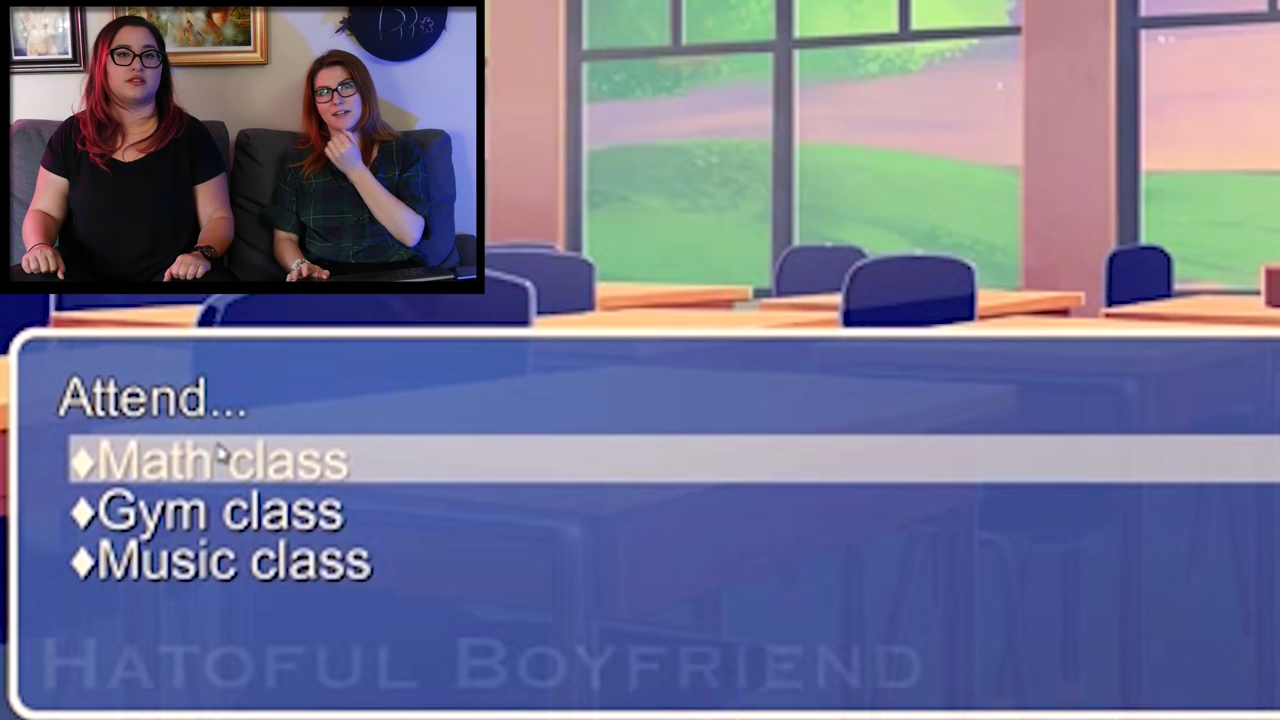 Attend...
♦Math class
♦Gym class
♦Music class
HATOFUL BOYFRIEND